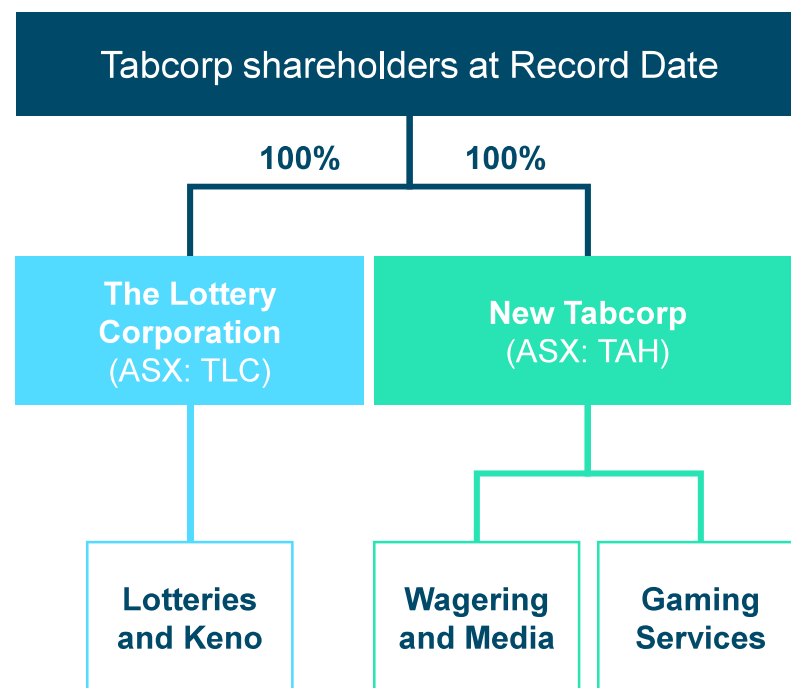 Tabcorp shareholders at Record Date
100%
100%
The Lottery
Corporation
(ASX: TLC)
New Tabcorp
(ASX: TAH)
Lotteries
and Keno
Wagering
and Media
Gaming
Services